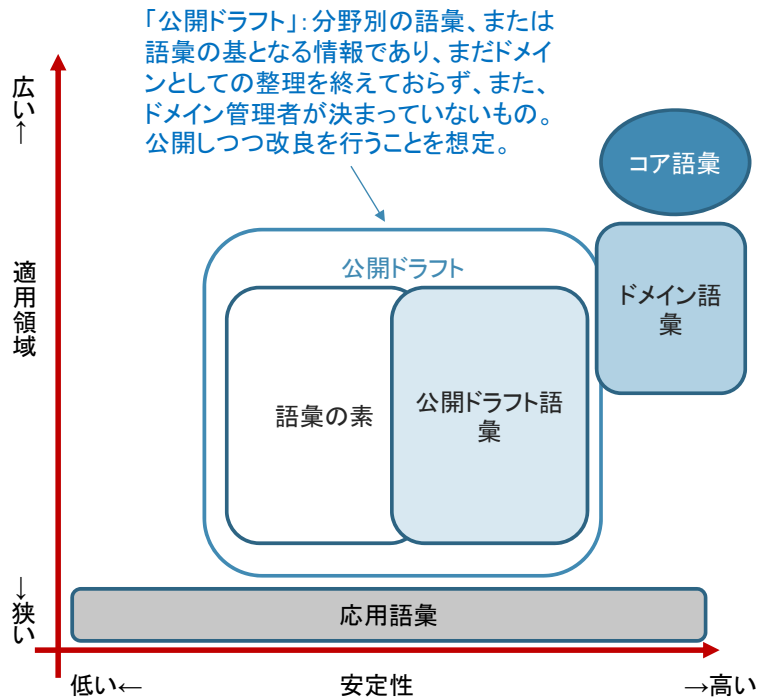 「公開ドラフト」：分野別の語彙、または
語彙の基となる情報であり、まだドメイ
ンとしての整理を終えておらず、また、
ドメイン管理者が決まっていないもの。
公開しつつ改良を行うことを想定。
広い→
コア語彙
適用領域
公開ドラフト
ドメイン語
彙
語彙の素
公開ドラフト語
彙
←狭い
応用語彙
低い←
安定性
→高い